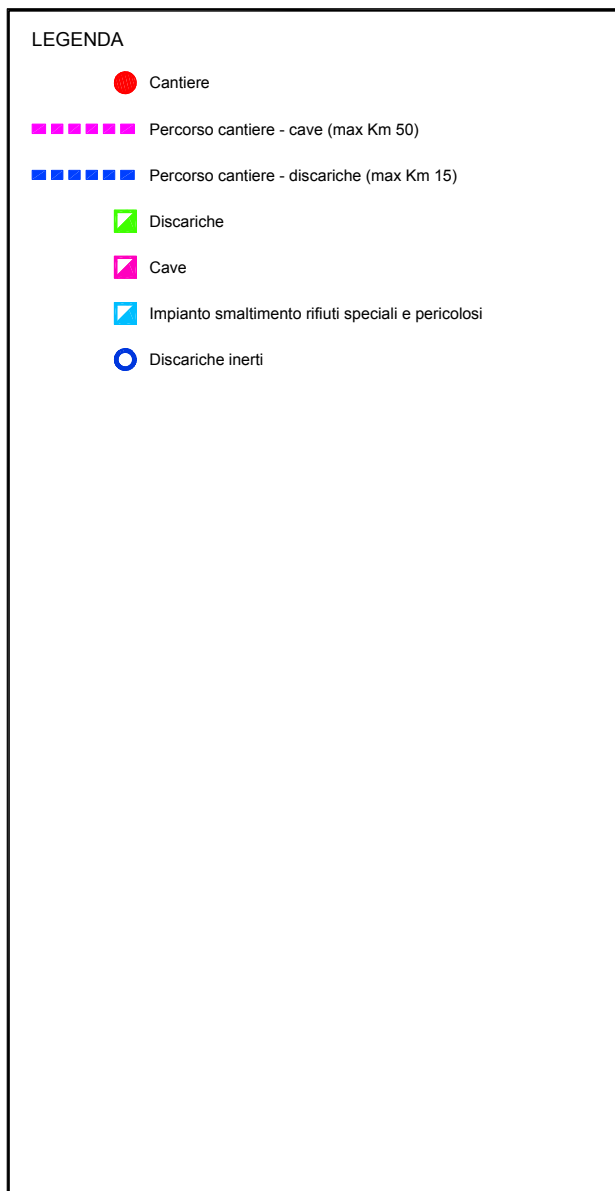 LEGENDA
Cantiere
Percorso cantiere - cave (max Km 50)
Percorso cantiere - discariche (max Km 15)
Discariche
Cave
Impianto smaltimento rifiuti speciali e pericolosi
Discariche inerti